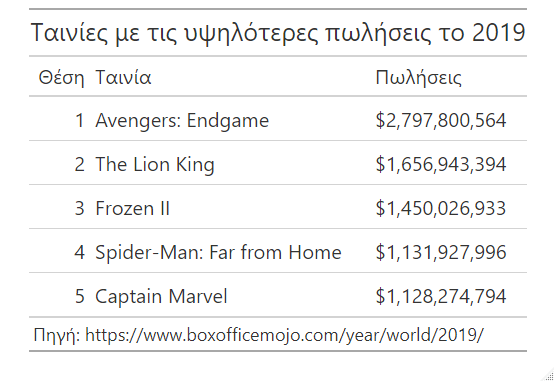 Ταινίες με τις υψηλότερες πωλήσεις το 2019
Θέση Ταινία Πωλήσεις
1 Avengers: Endgame $2,797,800,564
2 The Lion King $1,656,943,394
3 Frozen II $1,450,026,933
4 Spider-Man: Far from Home $1,131,927,996
5 Captain Marvel $1,128,274,794
Πηγή: https://www.boxofficemojo.com/year/world/2019/